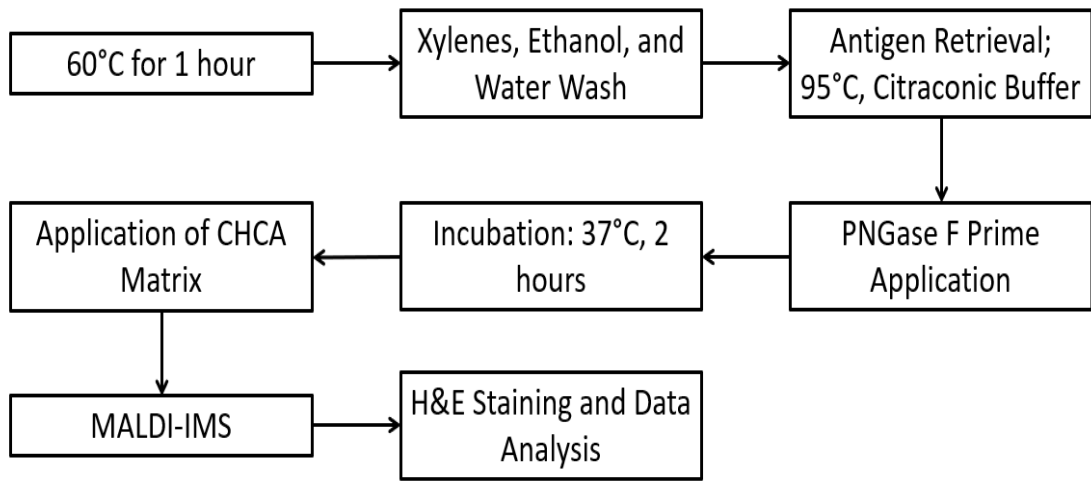 60°C for 1 hour
Xylenes, Ethanol, and
Water Wash
Antigen Retrieval;
95°C, Citraconic Buffer
PNGase F Prime
Application
Incubation: 37°C, 2
hours
Application of CHCA
Matrix
MALDI-IMS
H&E Staining and Data
Analysis